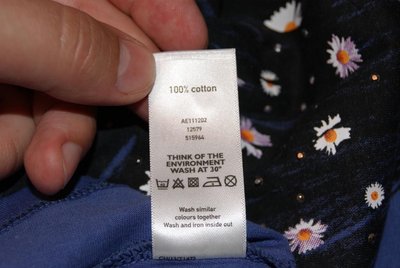 100% cotton
AE111202
12579
S15964
THINK OF THE
ENVIRONMENT
WASH AT 30°
Wash similar
colours together
Wash and iron inside out